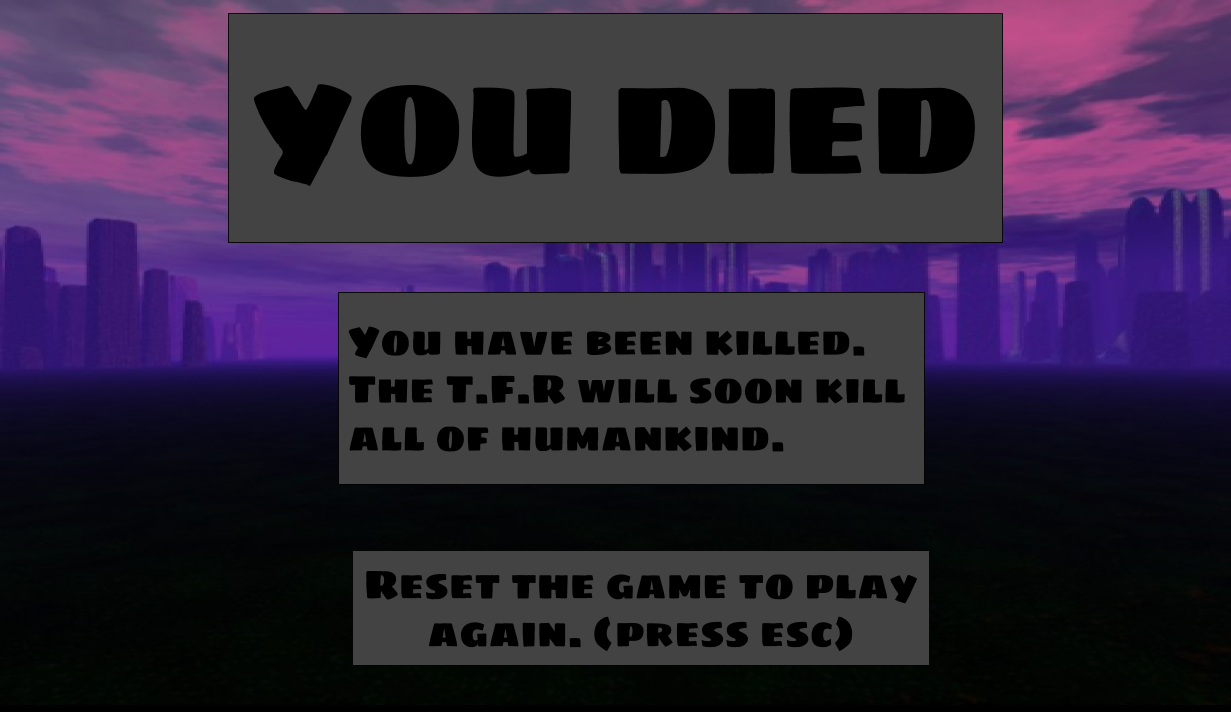 YOU DIED
You have been killed.
The T.F.R will soon kill
all of humankind.
Reset the game to play
again. (press esc)